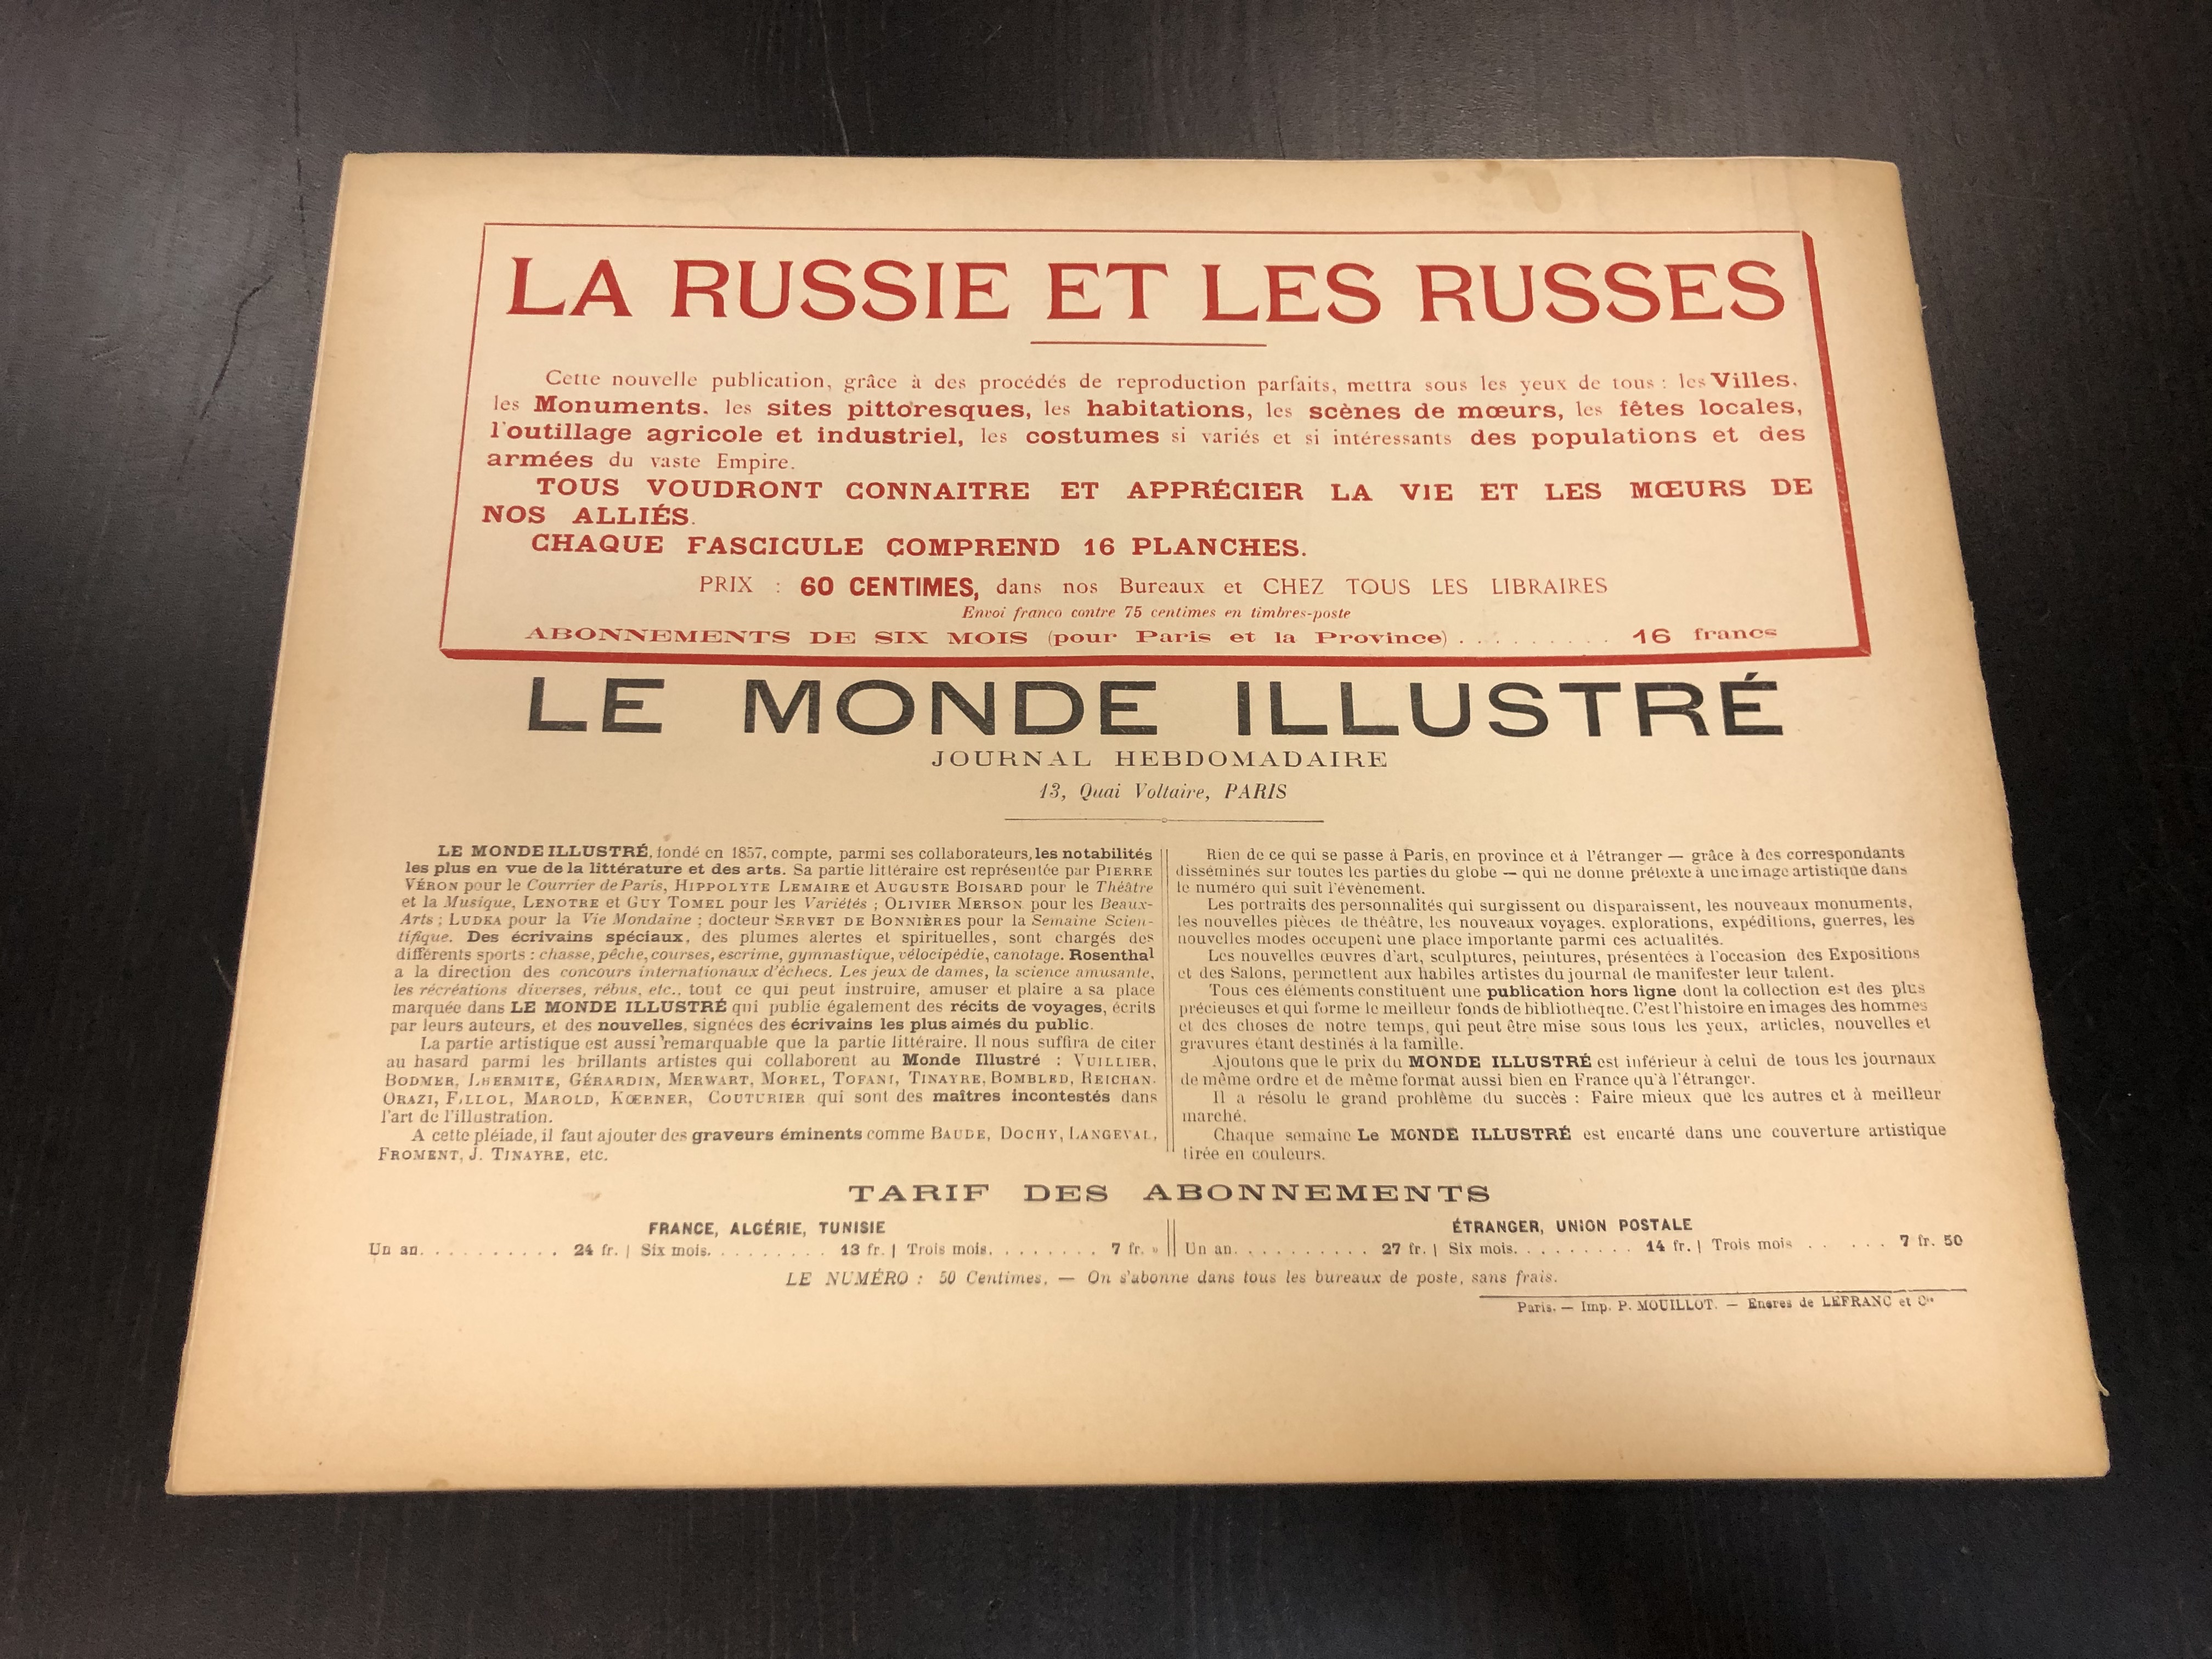 LA RUSSIE ET LES RUSSES
Cette nouvelle publication, grâce à des procédés de reproduction parfaits, mettra sous les yeux de tous : les Villes,
les Monuments, les sites pittoresques, les habitations, les scènes de mœurs, les fêtes locales,
l'outillage agricole et industriel, les costumes si variés et si intéressants des populations et des
armées du vaste Empire.
TOUS VOUDRONT CONNAITRE ET APPRÉCIER LA VIE ET LES MŒURS DE
NOS ALLIÉS.
CHAQUE FASCICULE COMPREND 16 PLANCHES.
PRIX : 60 CENTIMES, dans nos Bureaux et CHEZ TOUS LES LIBRAIRES
Envoi franco contre 75 centimes en timbres-poste
ABONNEMENTS DE SIX MOIS (pour Paris et la Province) . . . . . . . . . 16 francs
LE MONDE ILLUSTRÉ
JOURNAL HEBDOMADAIRE
13, Quai Voltaire, PARIS
LE MONDE ILLUSTRÉ, fondé en 1857, compte, parmi ses collaborateurs, les notabilités
les plus en vue de la littérature et des arts. Sa partie littéraire est représentée par PIERRE
VÉRON pour le Courrier de Paris, HIPPOLYTE LEMAIRE et AUGUSTE BOISARD pour le Théâtre
et la Musique, LENOTRE et GUY TOMEL pour les Variétés ; OLIVIER MERSON pour les Beaux-
Arts ; LUDKA pour la Vie Mondaine ; docteur SERVET DE BONNIÈRES pour la Semaine Scien-
tifique. Des écrivains spéciaux, des plumes alertes et spirituelles, sont chargés des
différents sports : chasse, pêche, courses, escrime, gymnastique, vélocipédie, canotage. Rosenthal
a la direction des concours internationaux d'échecs. Les jeux de dames, la science amusante,
les récréations diverses, rébus, etc., tout ce qui peut instruire, amuser et plaire a sa place
marquée dans LE MONDE ILLUSTRÉ qui publie également des récits de voyages, écrits
par leurs auteurs, et des nouvelles, signées des écrivains les plus aimés du public.
La partie artistique est aussi remarquable que la partie littéraire. Il nous suffira de citer
au hasard parmi les brillants artistes qui collaborent au Monde Illustré : VUILLIER,
BODMER, LHERMITE, GÉRARDIN, MERWART, MOREL, TOFANI, TINAYRE, BOMBLED, REICHAN,
ORAZI, FILLOL, MAROLD, KŒRNER, COUTURIER qui sont des maîtres incontestés dans
l'art de l'illustration.
A cette pléiade, il faut ajouter des graveurs éminents comme BAUDE, DOCHY, LANGEVAL,
FROMENT, J. TINAYRE, etc.
Rien de ce qui se passe à Paris, en province et à l'étranger — grâce à des correspondants
disséminés sur toutes les parties du globe — qui ne donne prétexte à une image artistique dans
le numéro qui suit l'évènement.
Les portraits des personnalités qui surgissent ou disparaissent, les nouveaux monuments,
les nouvelles pièces de théâtre, les nouveaux voyages, explorations, expéditions, guerres, les
nouvelles modes occupent une place importante parmi ces actualités.
Les nouvelles œuvres d'art, sculptures, peintures, présentées à l'occasion des Expositions
et des Salons, permettent aux habiles artistes du journal de manifester leur talent.
Tous ces éléments constituent une publication hors ligne dont la collection est des plus
précieuses et qui forme le meilleur fonds de bibliothèque. C'est l'histoire en images des hommes
et des choses de notre temps, qui peut être mise sous tous les yeux, articles, nouvelles et
gravures étant destinés à la famille.
Ajoutons que le prix du MONDE ILLUSTRÉ est inférieur à celui de tous les journaux
de même ordre et de même format aussi bien en France qu'à l'étranger.
Il a résolu le grand problême du succès : Faire mieux que les autres et à meilleur
marché.
Chaque semaine Le MONDE ILLUSTRÉ est encarté dans une couverture artistique
tirée en couleurs.
TARIF DES ABONNEMENTS
FRANCE, ALGÉRIE, TUNISIE
Un an. . . . . . . . . . 24 fr. | Six mois. . . . . . . . . 13 fr. | Trois mois. . . . . . . . 7 fr. »
ÉTRANGER, UNION POSTALE
Un an. . . . . . . . . . 27 fr. | Six mois. . . . . . . . . 14 fr. | Trois mois . . . . . 7 fr. 50
LE NUMÉRO : 50 Centimes. — On s'abonne dans tous les bureaux de poste, sans frais.
Paris. — Imp. P. MOUILLOT. — Encres de LEFRANC et Cie